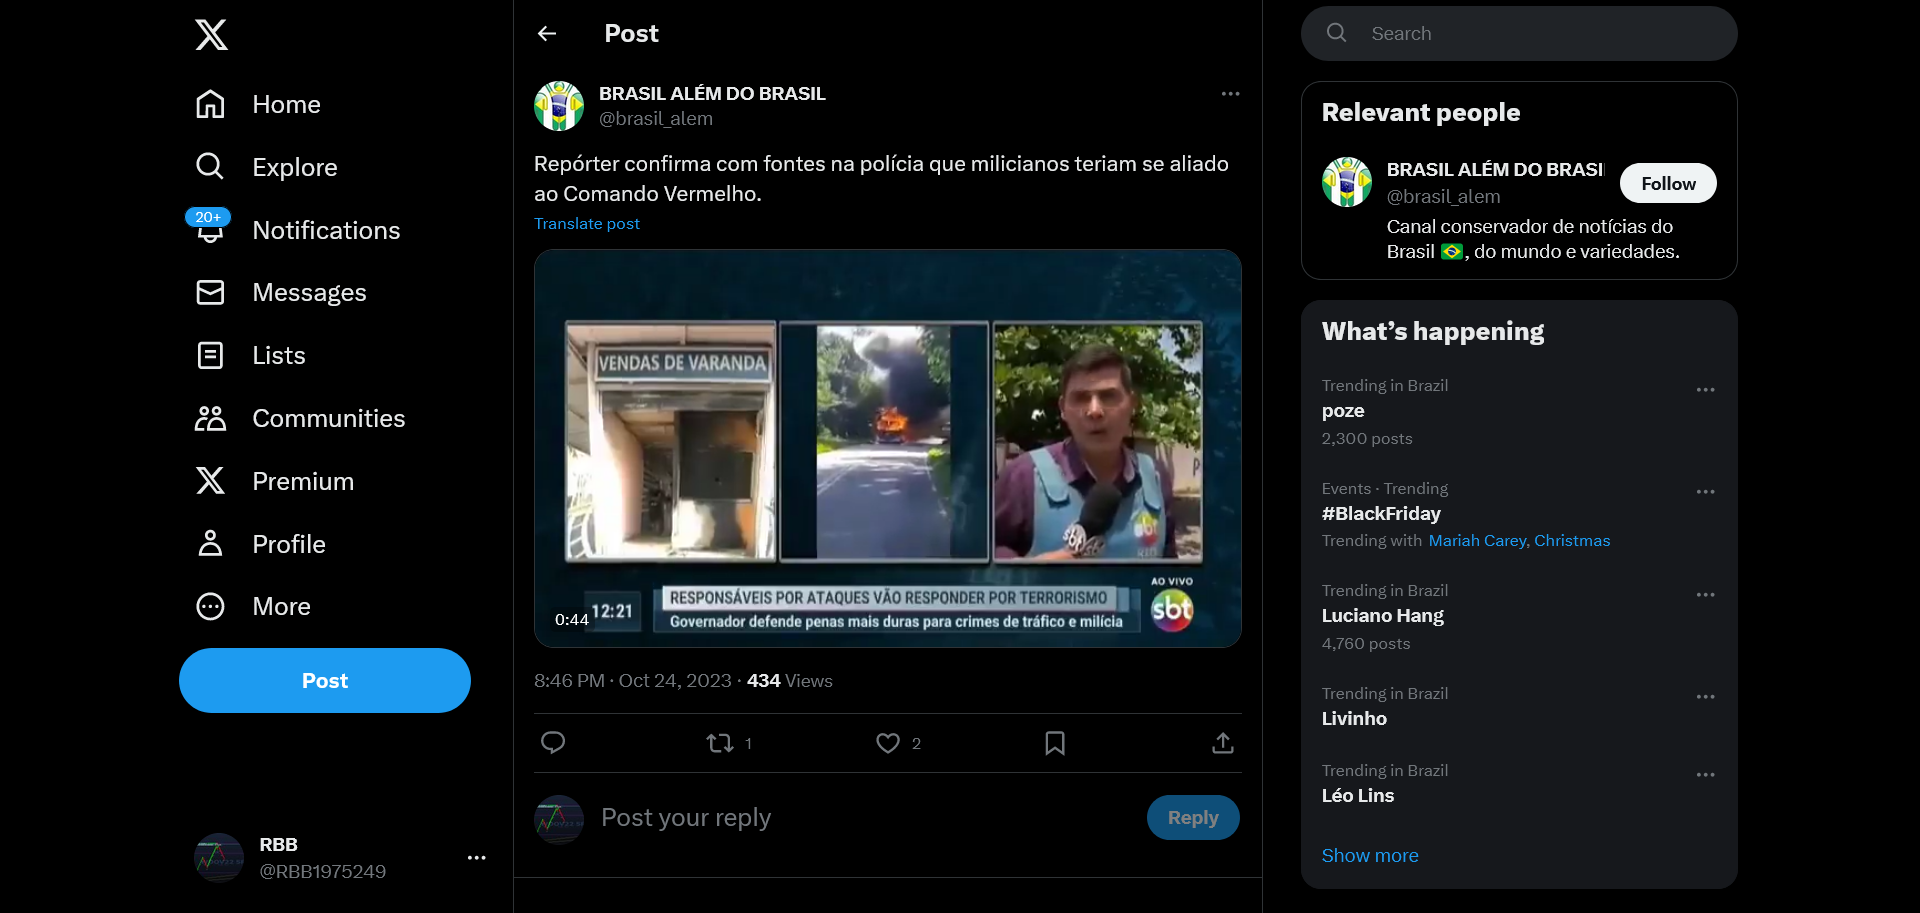 Home
Explore
20+
Notifications
Messages
Lists
Communities
Premium
Profile
More
Post
RBB
@RBB1975249
Post
BRASIL ALÉM DO BRASIL
@brasil_alem
Repórter confirma com fontes na polícia que milicianos teriam se aliado
ao Comando Vermelho.
Translate post
VENDAS DE VARANDA
sbt
sbt
AO VIVO
12:21
RESPONSÁVEIS POR ATAQUES VÃO RESPONDER POR TERRORISMO
Governador defende penas mais duras para crimes de tráfico e milícia
sbt
0:44
8:46 PM · Oct 24, 2023 · 434 Views
1
2
Post your reply
Reply
Search
Relevant people
BRASIL ALÉM DO BRASI
@brasil_alem
Follow
Canal conservador de notícias do
Brasil 🇧🇷, do mundo e variedades.
What’s happening
Trending in Brazil
poze
2,300 posts
Events · Trending
#BlackFriday
Trending with Mariah Carey, Christmas
Trending in Brazil
Luciano Hang
4,760 posts
Trending in Brazil
Livinho
Trending in Brazil
Léo Lins
Show more